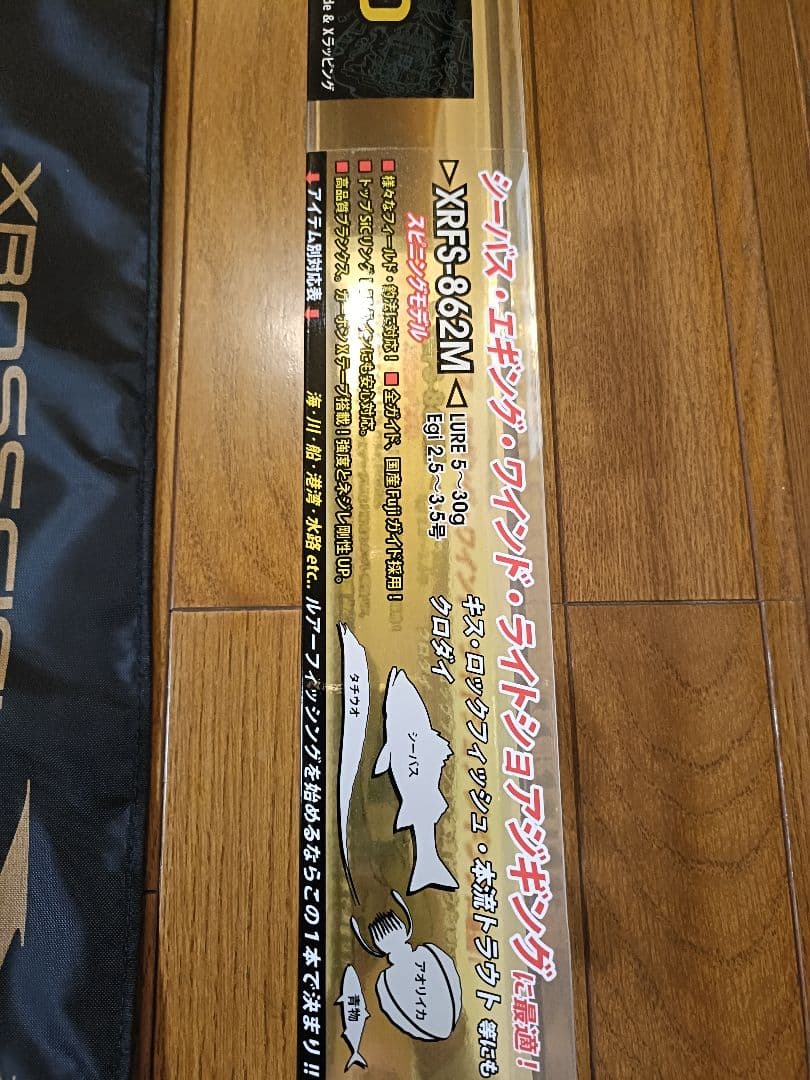 シーバス・エギング・ワインド・ライトショアジギングに最適！
▷XRFS-862M◁
LURE 5～30g
Egi 2.5～3.5号
スピニングモデル
キス・ロックフィッシュ・本流トラウト 等にも
クロダイ
■様々なフィールド・釣法に対応！ ■全ガイド、国産Fujiガイド採用！
■トップSiCリング！PEラインにも安心対応。
■高品質ブランクス。カーボンXテープ搭載！強度とネジレ剛性UP。
アイテム別対応表
海・川・船・港湾・水路 etc.. ルアーフィッシングを始めるならこの１本で決まり!!
シーバス
タチウオ
アオリイカ
青物
de & Xラッピング
XROSSFIEL